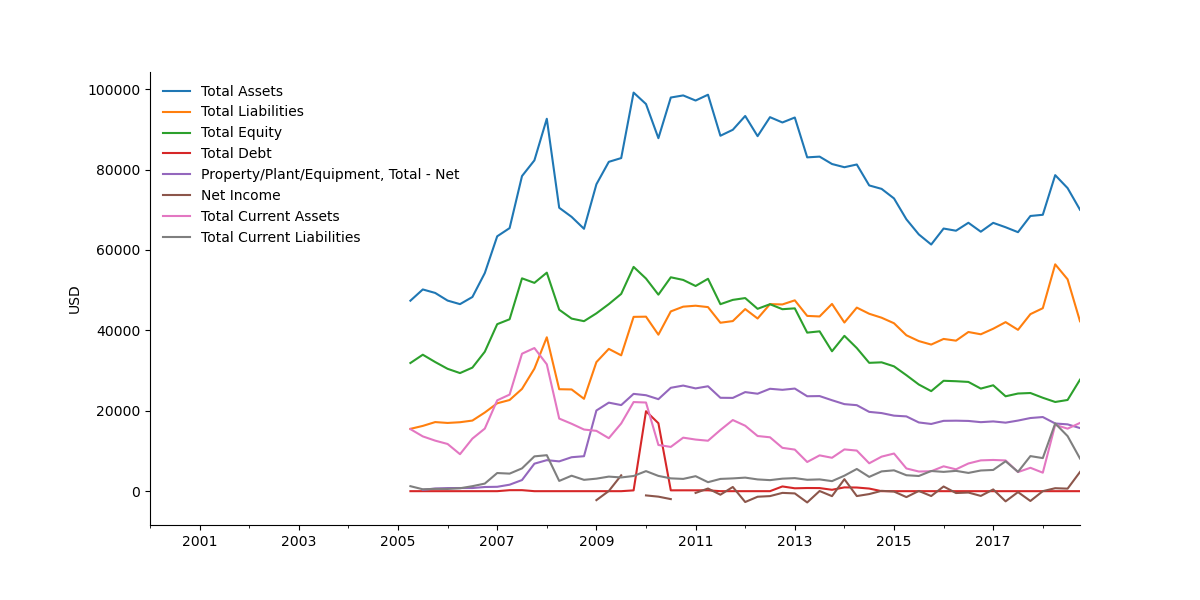 100000
80000
60000
40000
20000
0
USD
Total Assets
Total Liabilities
Total Equity
Total Debt
Property/Plant/Equipment, Total - Net
Net Income
Total Current Assets
Total Current Liabilities
2001 2003 2005 2007 2009 2011 2013 2015 2017